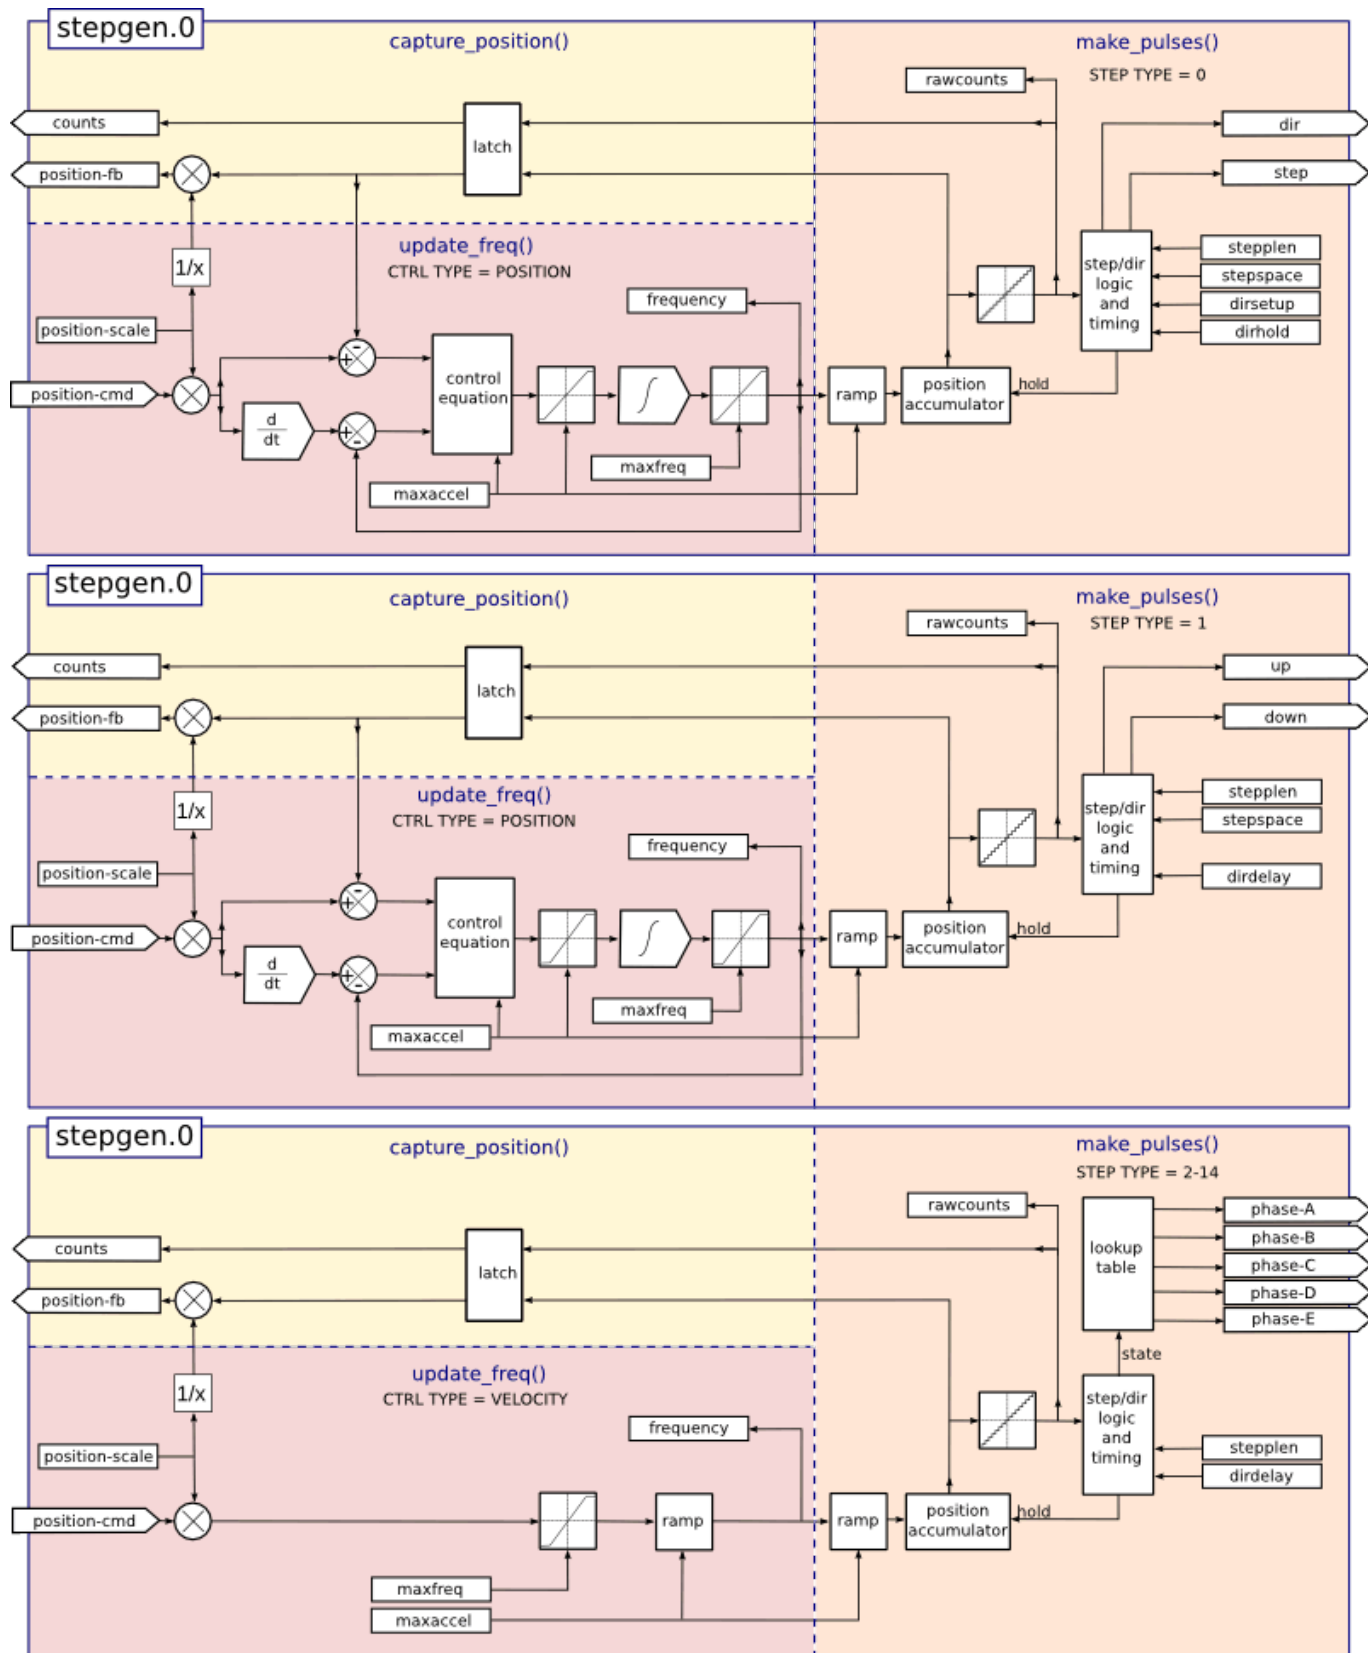 stepgen.0
capture_position()
make_pulses()
STEP TYPE = 0
rawcounts
counts
latch
dir
position-fb
step
update_freq()
CTRL TYPE = POSITION
1/x
step/dir
logic
and
timing
stepplen
stepspace
dirsetup
dirhold
frequency
position-scale
control
equation
position-cmd
d
dt
∫
ramp
position
accumulator
hold
maxfreq
maxaccel
stepgen.0
capture_position()
make_pulses()
STEP TYPE = 1
rawcounts
counts
latch
up
position-fb
down
update_freq()
CTRL TYPE = POSITION
1/x
step/dir
logic
and
timing
stepplen
stepspace
dirdelay
frequency
position-scale
control
equation
position-cmd
d
dt
∫
ramp
position
accumulator
hold
maxfreq
maxaccel
stepgen.0
capture_position()
make_pulses()
STEP TYPE = 2-14
rawcounts
lookup
table
phase-A
phase-B
phase-C
phase-D
phase-E
counts
latch
position-fb
state
update_freq()
CTRL TYPE = VELOCITY
1/x
step/dir
logic
and
timing
stepplen
dirdelay
frequency
position-scale
position-cmd
ramp
ramp
position
accumulator
hold
maxfreq
maxaccel